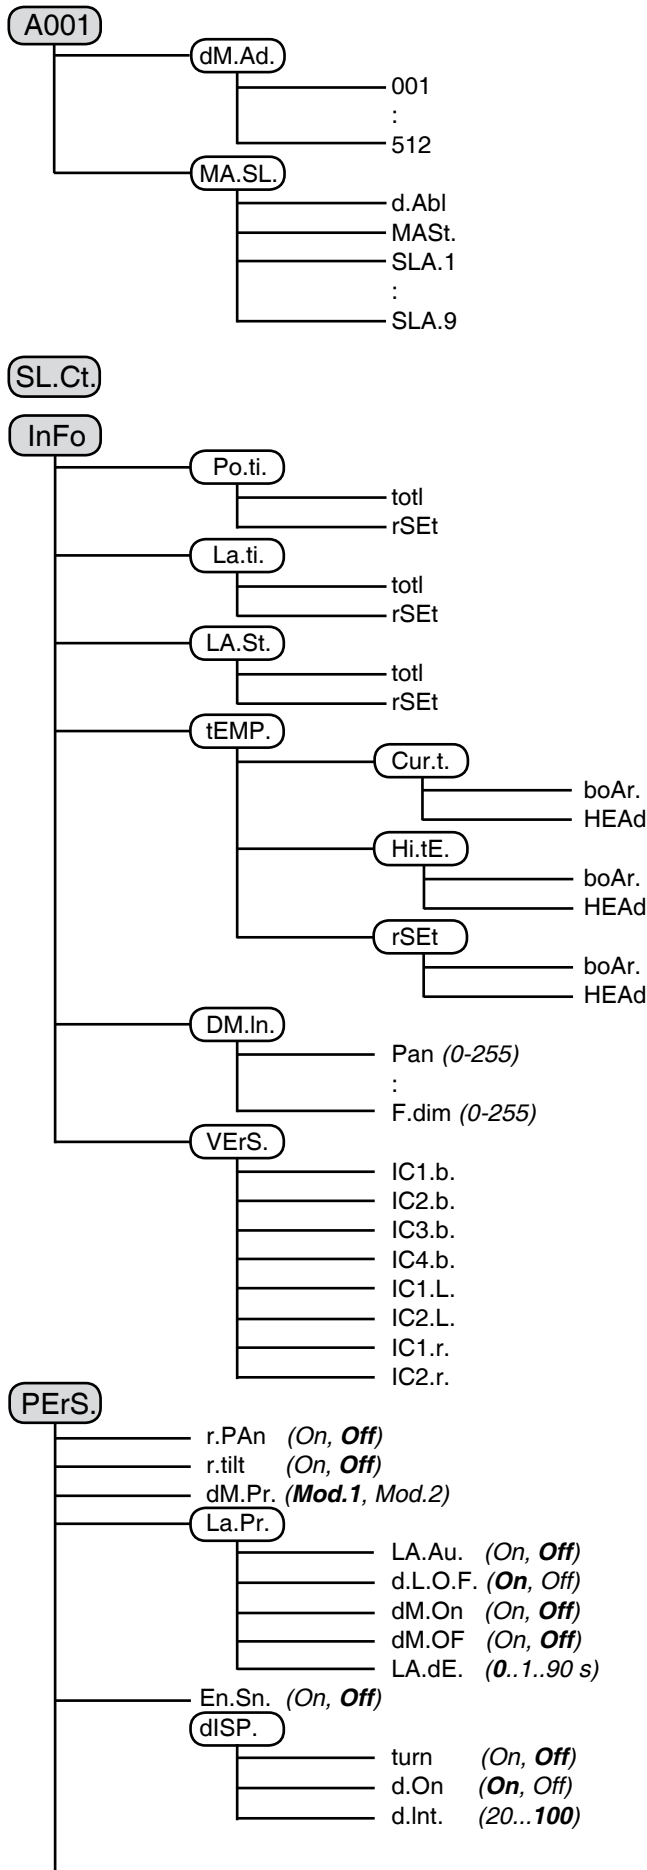 A001
dM.Ad.
001
:
512
MA.SL.
d.Abl
MASt.
SLA.1
:
SLA.9
SL.Ct.
InFo
Po.ti.
totl
rSEt
La.ti.
totl
rSEt
LA.St.
totl
rSEt
tEMP.
Cur.t.
boAr.
HEAd
Hi.tE.
boAr.
HEAd
rSEt
boAr.
HEAd
DM.In.
Pan (0-255)
:
F.dim (0-255)
VErS.
IC1.b.
IC2.b.
IC3.b.
IC4.b.
IC1.L.
IC2.L.
IC1.r.
IC2.r.
PErS.
r.PAn (On, Off)
r.tilt (On, Off)
dM.Pr. (Mod.1, Mod.2)
La.Pr.
LA.Au. (On, Off)
d.L.O.F. (On, Off)
dM.On (On, Off)
dM.OF (On, Off)
LA.dE. (0..1..90 s)
En.Sn. (On, Off)
dISP.
turn (On, Off)
d.On (On, Off)
d.Int. (20...100)